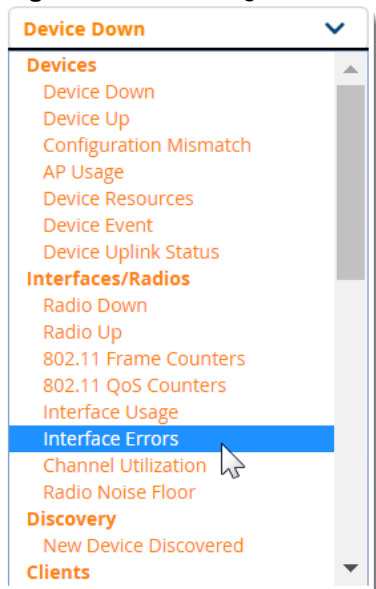 Device Down
Devices
Device Down
Device Up
Configuration Mismatch
AP Usage
Device Resources
Device Event
Device Uplink Status
Interfaces/Radios
Radio Down
Radio Up
802.11 Frame Counters
802.11 QoS Counters
Interface Usage
Interface Errors
Channel Utilization
Radio Noise Floor
Discovery
New Device Discovered
Clients